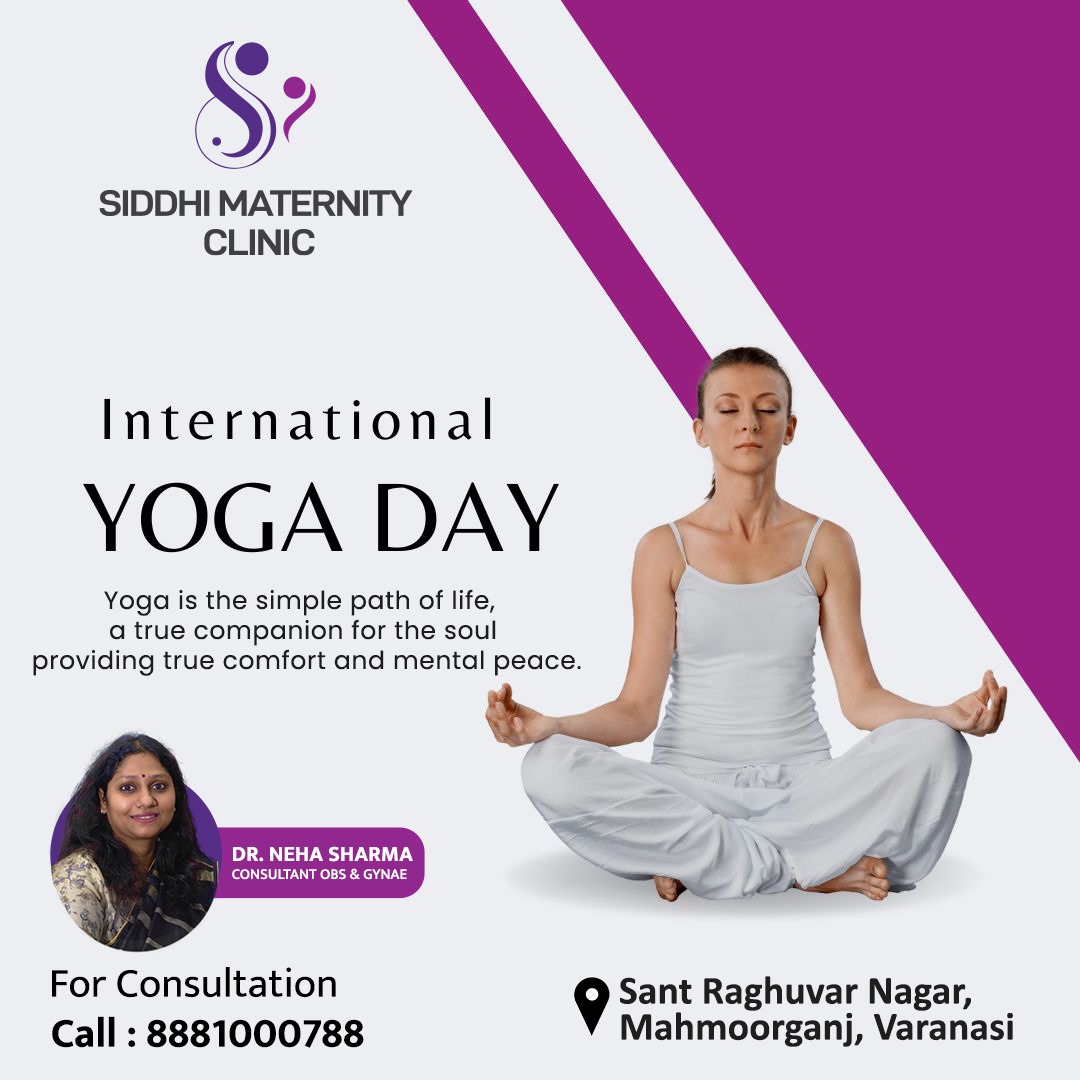 SIDDHI MATERNITY
CLINIC
International
YOGA DAY
Yoga is the simple path of life,
a true companion for the soul
providing true comfort and mental peace.
DR. NEHA SHARMA
CONSULTANT OBS & GYNAE
For Consultation
Call : 8881000788
Sant Raghuvar Nagar,
Mahmoorganj, Varanasi